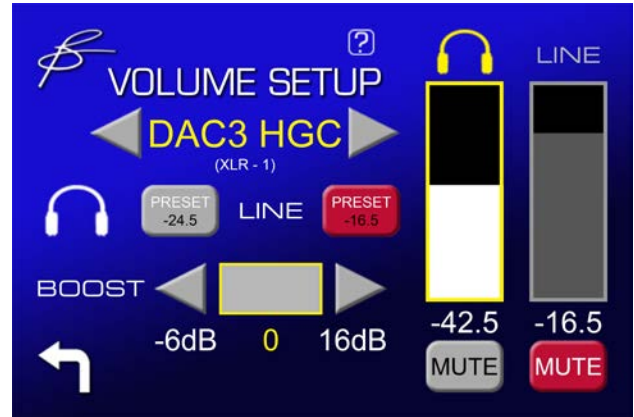 ?
VOLUME SETUP
DAC3 HGC
(XLR - 1)
PRESET
-24.5
LINE
PRESET
-16.5
BOOST
-6dB 0 16dB
LINE
-42.5 -16.5
MUTE MUTE